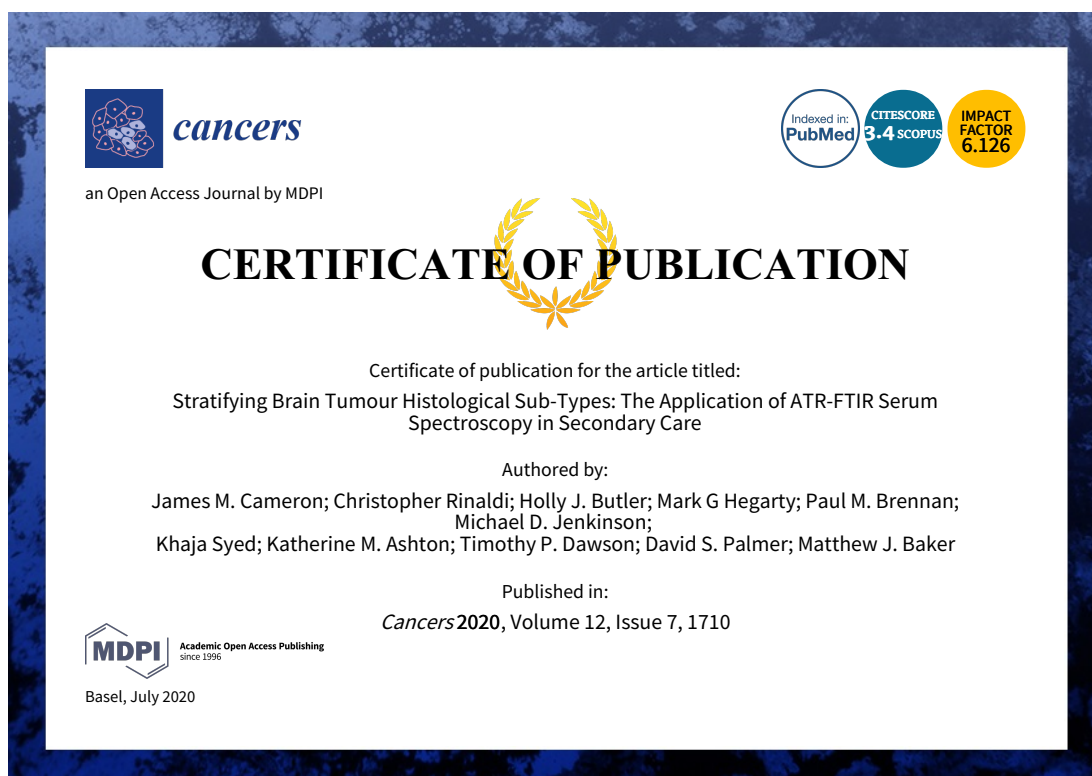 cancers
Indexed in:
PubMed
CITESCORE
3.4 SCOPUS
IMPACT
FACTOR
6.126
an Open Access Journal by MDPI
CERTIFICATE OF PUBLICATION
Certificate of publication for the article titled:
Stratifying Brain Tumour Histological Sub-Types: The Application of ATR-FTIR Serum
Spectroscopy in Secondary Care
Authored by:
James M. Cameron; Christopher Rinaldi; Holly J. Butler; Mark G Hegarty; Paul M. Brennan;
Michael D. Jenkinson;
Khaja Syed; Katherine M. Ashton; Timothy P. Dawson; David S. Palmer; Matthew J. Baker
Published in:
Cancers 2020, Volume 12, Issue 7, 1710
MDPI
Academic Open Access Publishing
since 1996
Basel, July 2020